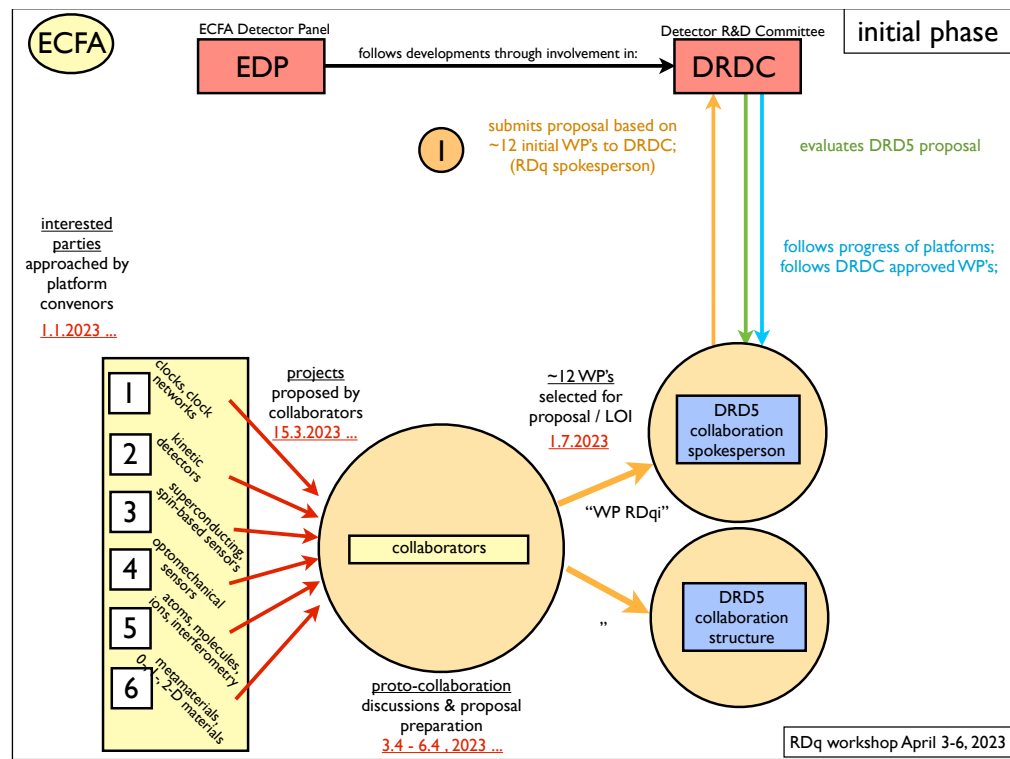 ECFA
ECFA Detector Panel
EDP
follows developments through involvement in:
Detector R&D Committee
DRDC
initial phase
1
submits proposal based on
~12 initial WP's to DRDC;
(RDq spokesperson)
evaluates DRD5 proposal
follows progress of platforms;
follows DRDC approved WP's;
interested
parties
approached by
platform
convenors
1.1.2023 ...
1
clocks, clock
networks
2
kinetic
detectors
3
superconducting,
spin-based sensors
4
optomechanical
sensors
5
atoms, molecules,
ions, interferometry
6
metamaterials,
0-, 1-, 2-D materials
projects
proposed by
collaborators
15.3.2023 ...
collaborators
proto-collaboration
discussions & proposal
preparation
3.4 - 6.4 , 2023 ...
~12 WP's
selected for
proposal / LOI
1.7.2023
"WP RDqi"
"
DRD5
collaboration
spokesperson
DRD5
collaboration
structure
RDq workshop April 3-6, 2023